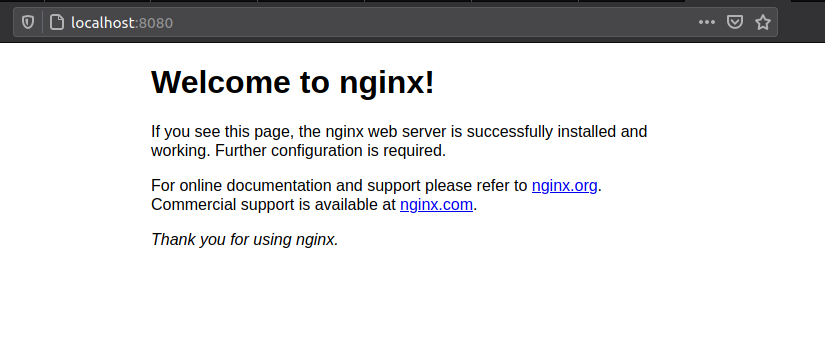 localhost:8080
Welcome to nginx!
If you see this page, the nginx web server is successfully installed and
working. Further configuration is required.
For online documentation and support please refer to nginx.org.
Commercial support is available at nginx.com.
Thank you for using nginx.